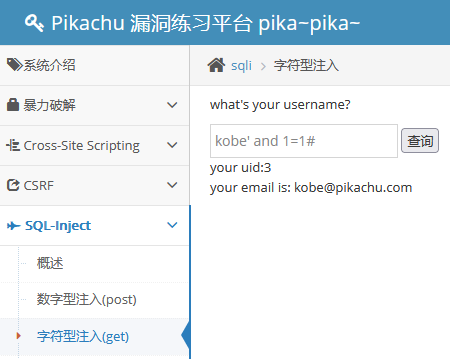 Pikachu 漏洞练习平台 pika~pika~
系统介绍
暴力破解
Cross-Site Scripting
CSRF
SQL-Inject
概述
数字型注入(post)
字符型注入(get)
sqli > 字符型注入
what's your username?
kobe' and 1=1#
查询
your uid:3
your email is: kobe@pikachu.com